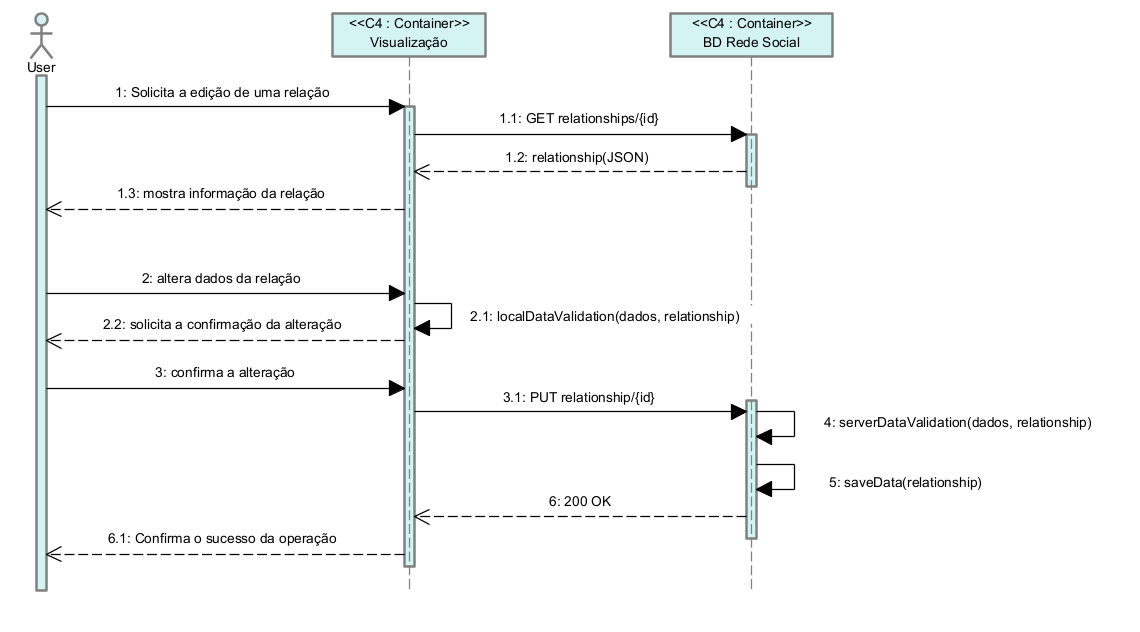 <<C4 : Container>>
Visualização
<<C4 : Container>>
BD Rede Social
User
1: Solicita a edição de uma relação
1.1: GET relationships/{id}
1.2: relationship(JSON)
1.3: mostra informação da relação
2: altera dados da relação
2.1: localDataValidation(dados, relationship)
2.2: solicita a confirmação da alteração
3: confirma a alteração
3.1: PUT relationship/{id}
4: serverDataValidation(dados, relationship)
5: saveData(relationship)
6: 200 OK
6.1: Confirma o sucesso da operação